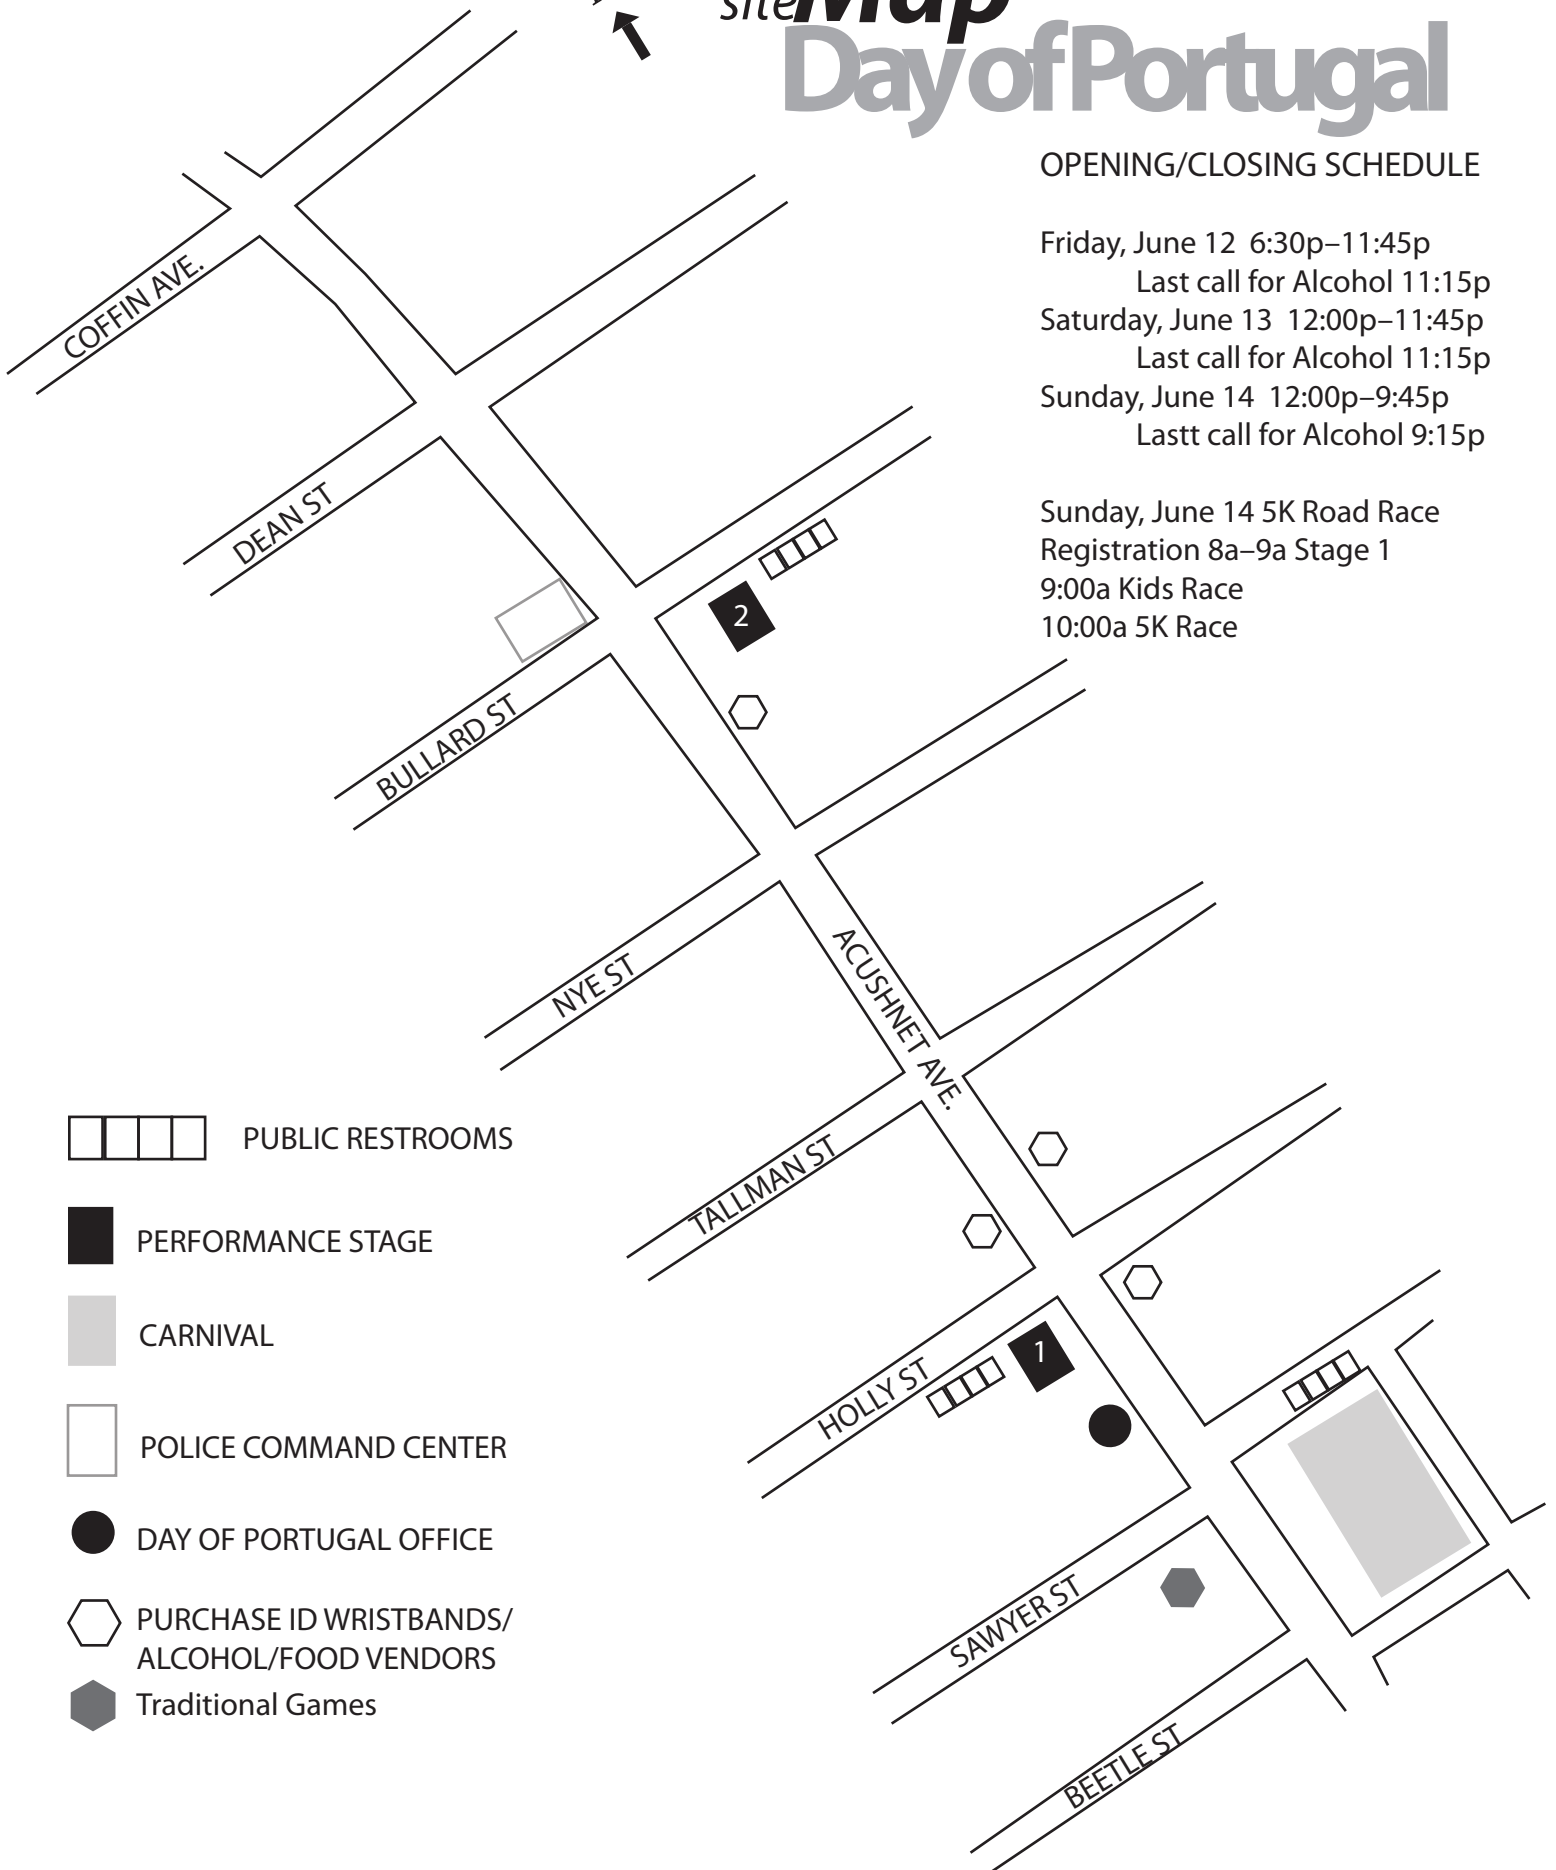 site Map
Day of Portugal
OPENING/CLOSING SCHEDULE
Friday, June 12 6:30p–11:45p
Last call for Alcohol 11:15p
Saturday, June 13 12:00p–11:45p
Last call for Alcohol 11:15p
Sunday, June 14 12:00p–9:45p
Lastt call for Alcohol 9:15p
Sunday, June 14 5K Road Race
Registration 8a–9a Stage 1
9:00a Kids Race
10:00a 5K Race
COFFIN AVE.
DEAN ST
2
BULLARD ST
NYE ST
ACUSHNET AVE.
TALLMAN ST
1
HOLLY ST
SAWYER ST
BEETLE ST
PUBLIC RESTROOMS
PERFORMANCE STAGE
CARNIVAL
POLICE COMMAND CENTER
DAY OF PORTUGAL OFFICE
PURCHASE ID WRISTBANDS/
ALCOHOL/FOOD VENDORS
Traditional Games